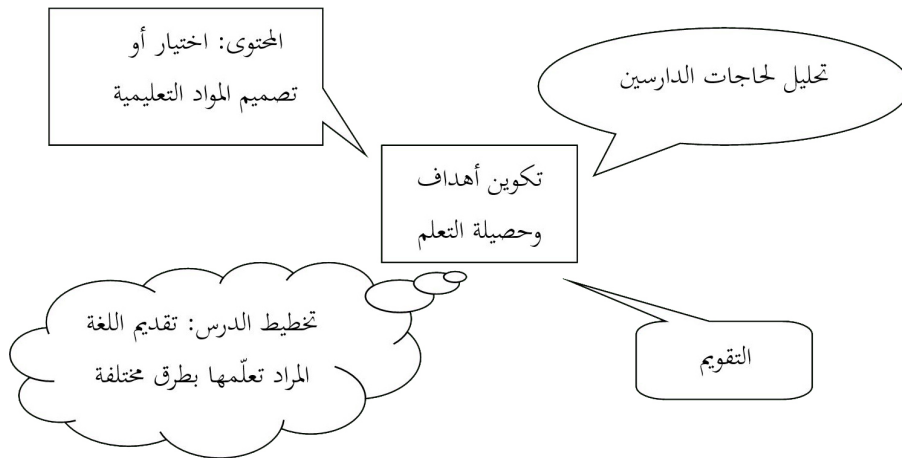 تحليل لحاجات الدارسين
المحتوى: اختيار أو
تصميم المواد التعليمية
تكوين أهداف
وحصيلة التعلم
تخطيط الدرس: تقديم اللغة
المراد تعلّمها بطرق مختلفة
التقويم